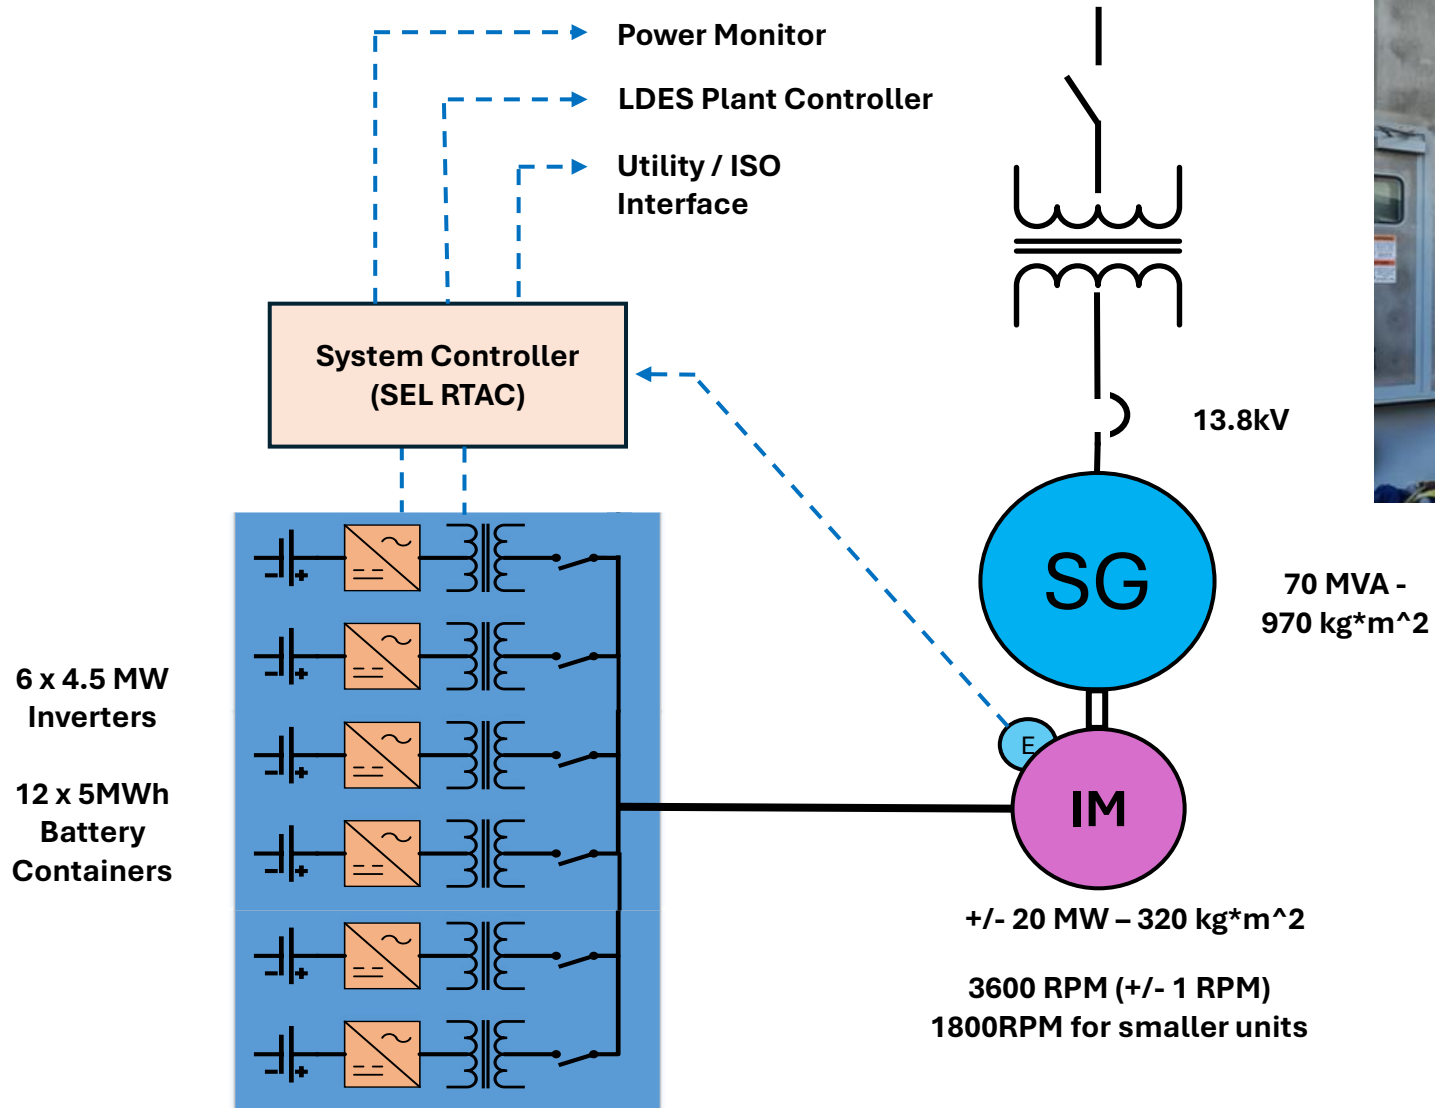 Power Monitor
LDES Plant Controller
Utility / ISO
Interface
System Controller
(SEL RTAC)
13.8kV
SG
70 MVA -
970 kg*m^2
6 x 4.5 MW
Inverters
12 x 5MWh
Battery
Containers
E
IM
+/- 20 MW – 320 kg*m^2
3600 RPM (+/- 1 RPM)
1800RPM for smaller units